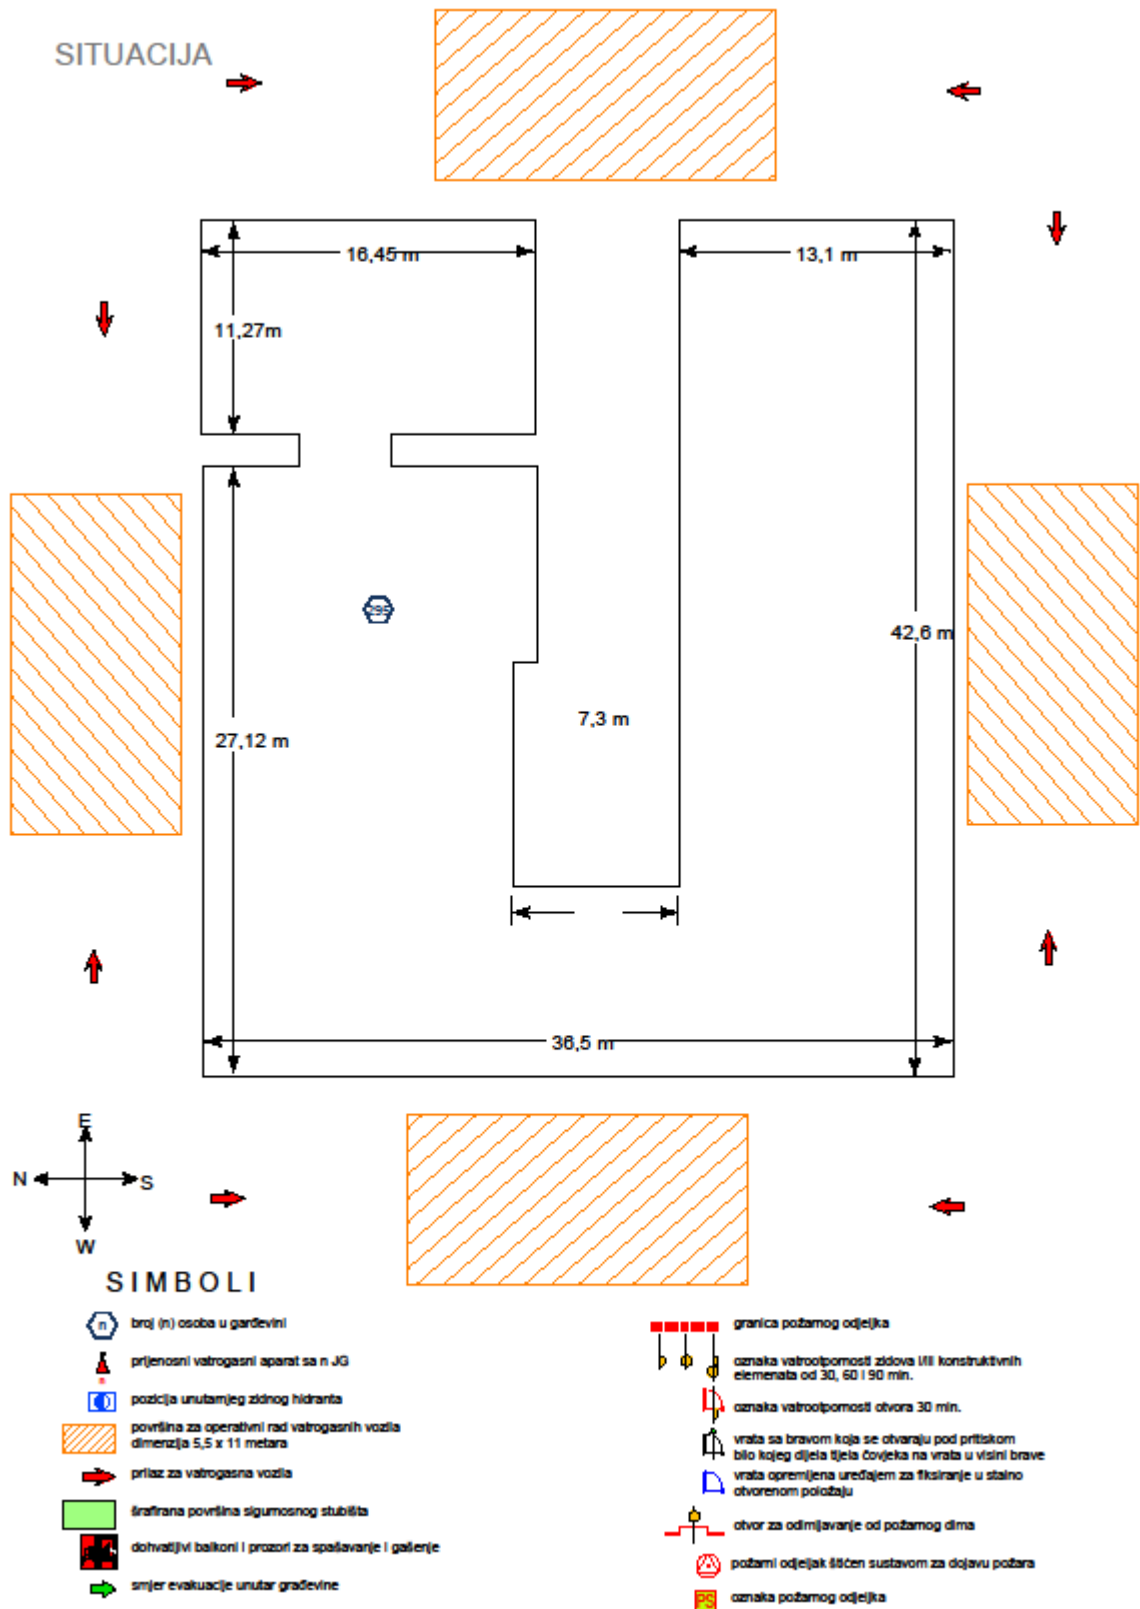 SITUACIJA
16,45 m
13,1 m
11,27m
295
42,6 m
7,3 m
27,12 m
36,5 m
E
N
S
W
SIMBOLI
n
broj (n) osoba u garđevini
prijenosni vatrogasni aparat sa n JG
n
pozicija unutarnjeg zidnog hidranta
površina za operativni rad vatrogasnih vozila
dimenzija 5,5 x 11 metara
prilaz za vatrogasna vozila
šrafirana površina sigurnosnog stubišta
dohvatljivi balkoni i prozori za spašavanje i gašenje
smjer evakuacije unutar građevine
granica požarnog odjeljka
oznaka vatrootpornosti zidova i/ili konstruktivnih
elemenata od 30, 60 i 90 min.
oznaka vatrootpornosti otvora 30 min.
vrata sa bravom koja se otvaraju pod pritiskom
bilo kojeg dijela tijela čovjeka na vrata u visini brave
vrata opremljena uređajem za fiksiranje u stalno
otvorenom položaju
otvor za odimljavanje od požarnog dima
požarni odjeljak štićen sustavom za dojavu požara
PS
oznaka požarnog odjeljka